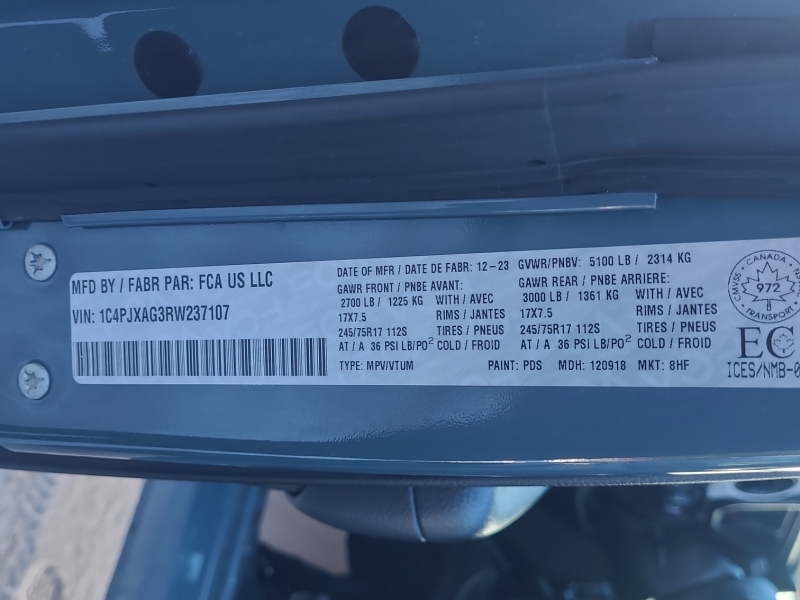 MFD BY / FABR PAR: FCA US LLC
VIN: 1C4PJXAG3RW237107
DATE OF MFR / DATE DE FABR: 12-23
GAWR FRONT / PNBE AVANT:
2700 LB / 1225 KG WITH / AVEC
17X7.5 RIMS / JANTES
245/75R17 112S TIRES / PNEUS
AT / A 36 PSI LB/PO² COLD / FROID
TYPE: MPV/VTUM
GVWR/PNBV: 5100 LB / 2314 KG
GAWR REAR / PNBE ARRIERE:
3000 LB / 1361 KG WITH / AVEC
17X7.5 RIMS / JANTES
245/75R17 112S TIRES / PNEUS
AT / A 36 PSI LB/PO² COLD / FROID
PAINT: PDS MDH: 120918 MKT: 8HF
CMVSS CANADA
972
TRANSPORT
EC
ICES/NMB-0